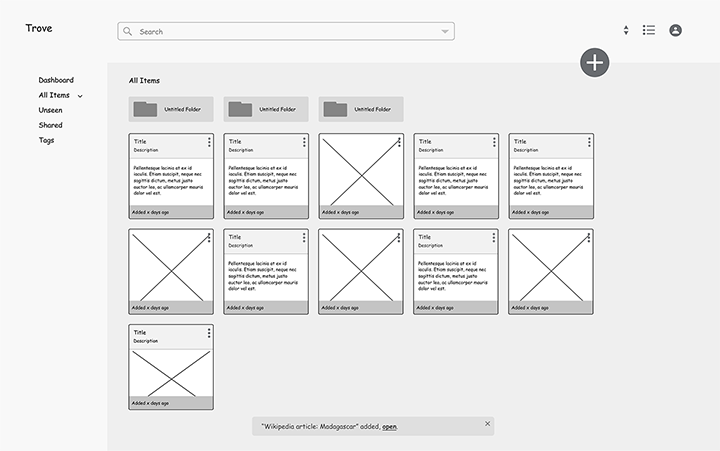 Trove
Search
Dashboard
All Items
Unseen
Shared
Tags
All Items
Untitled Folder
Untitled Folder
Untitled Folder
Title
Description
Pellentesque lacinia at ex id
iaculis. Etiam suscipit, neque nec
sagittis dictum, metus justo
auctor leo, ac ullamcorper mauris
dolor vel est.
Added x days ago
Title
Description
Pellentesque lacinia at ex id
iaculis. Etiam suscipit, neque nec
sagittis dictum, metus justo
auctor leo, ac ullamcorper mauris
dolor vel est.
Added x days ago
Added x days ago
Title
Description
Pellentesque lacinia at ex id
iaculis. Etiam suscipit, neque nec
sagittis dictum, metus justo
auctor leo, ac ullamcorper mauris
dolor vel est.
Added x days ago
Title
Description
Pellentesque lacinia at ex id
iaculis. Etiam suscipit, neque nec
sagittis dictum, metus justo
auctor leo, ac ullamcorper mauris
dolor vel est.
Added x days ago
Added x days ago
Title
Description
Pellentesque lacinia at ex id
iaculis. Etiam suscipit, neque nec
sagittis dictum, metus justo
auctor leo, ac ullamcorper mauris
dolor vel est.
Added x days ago
Added x days ago
Title
Description
Pellentesque lacinia at ex id
iaculis. Etiam suscipit, neque nec
sagittis dictum, metus justo
auctor leo, ac ullamcorper mauris
dolor vel est.
Added x days ago
Added x days ago
Title
Description
Added x days ago
"Wikipedia article: Madagascar" added, open.